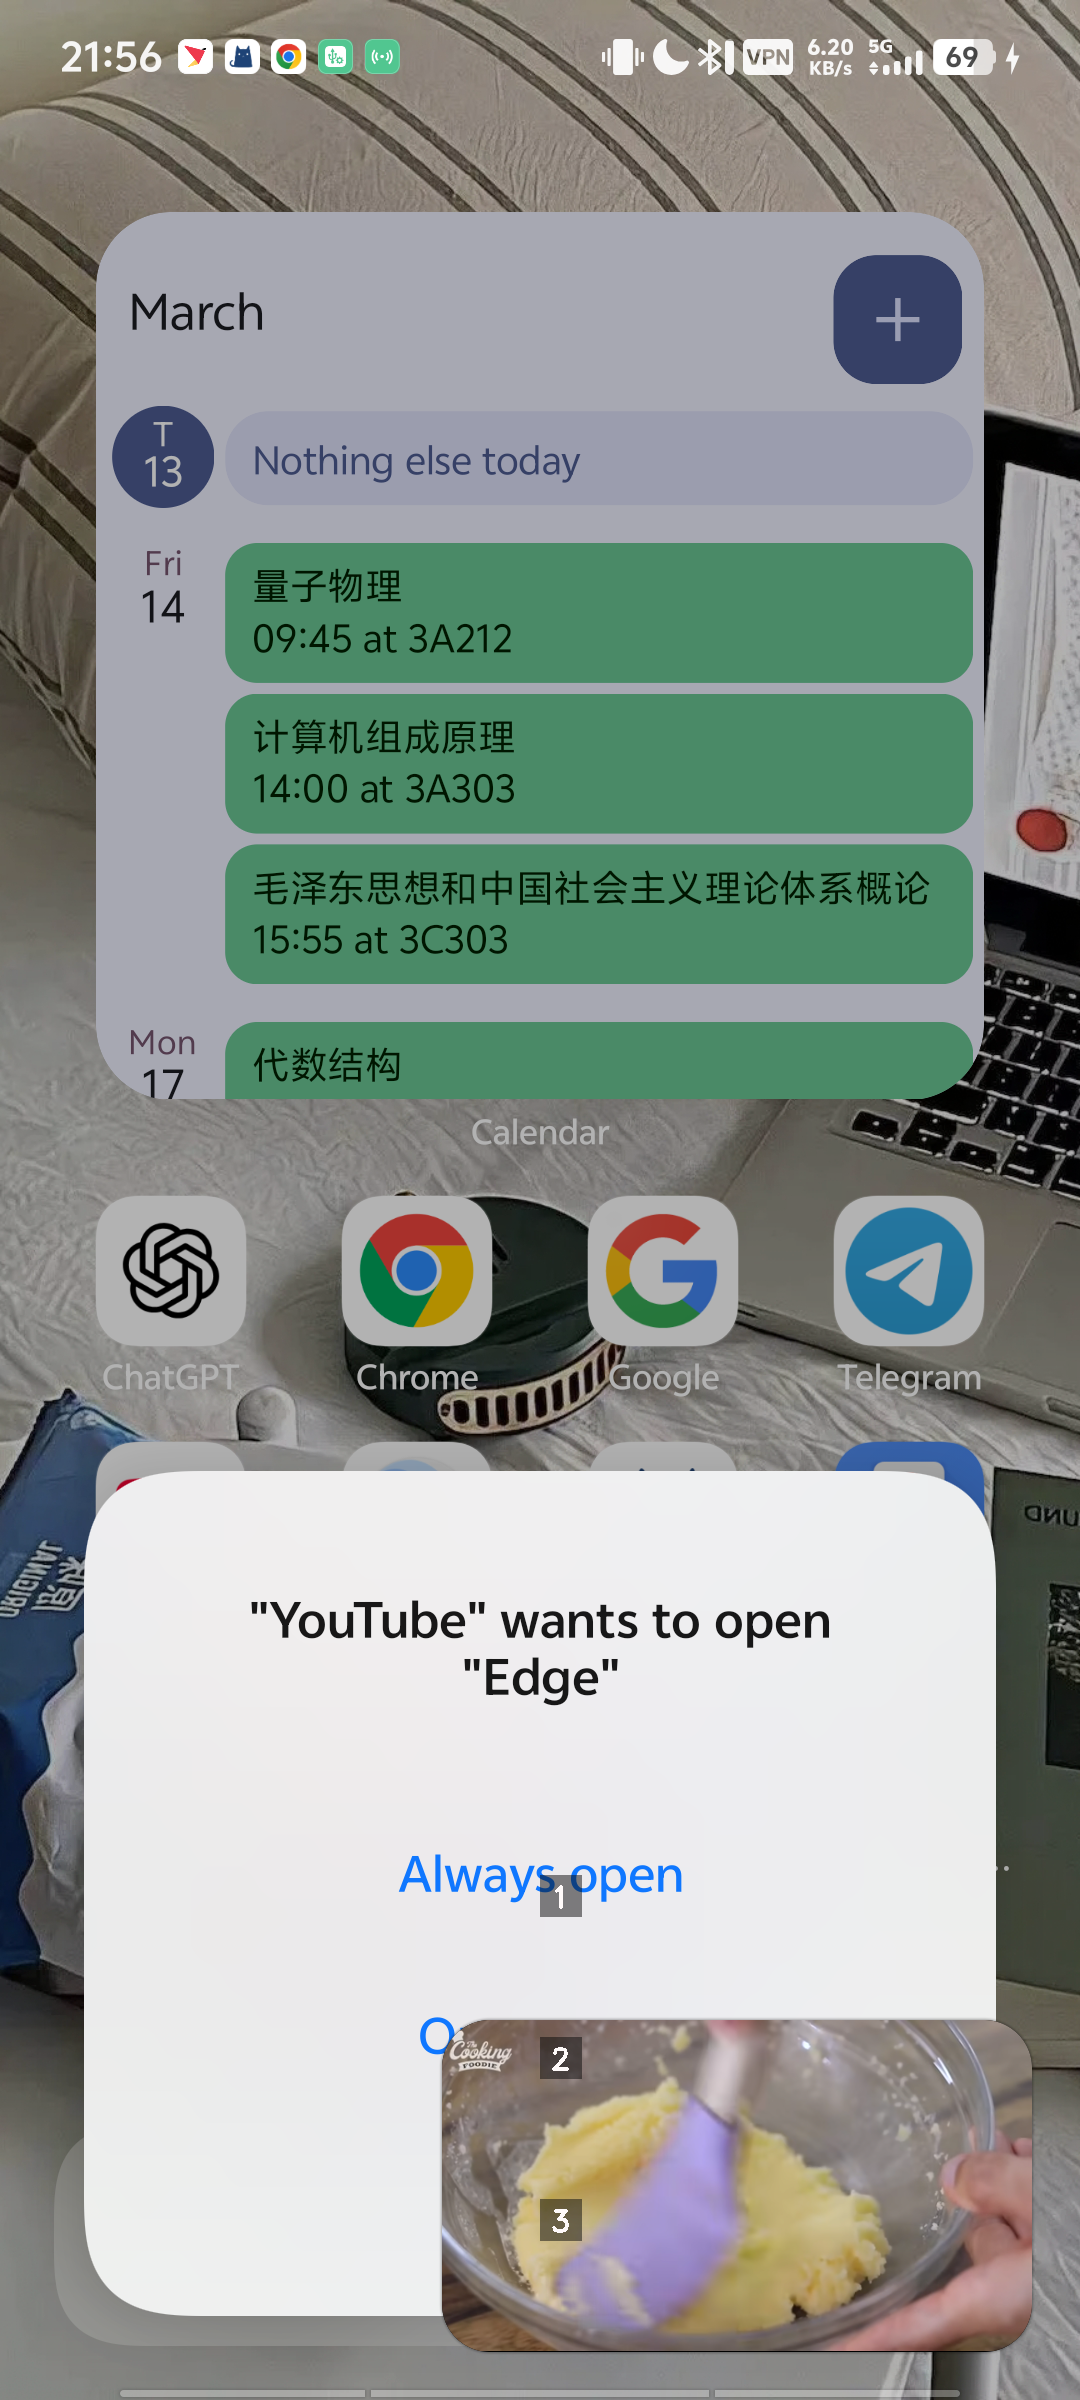 21:56
VPN
6.20
KB/s
5G
69
March
T
13
Nothing else today
Fri
14
量子物理
09:45 at 3A212
计算机组成原理
14:00 at 3A303
毛泽东思想和中国社会主义理论体系概论
15:55 at 3C303
Mon
17
代数结构
Calendar
ChatGPT
Chrome
Google
Telegram
ORIGINAL
"YouTube" wants to open
"Edge"
Always open
1
The
Cooking
FOODIE
2
3